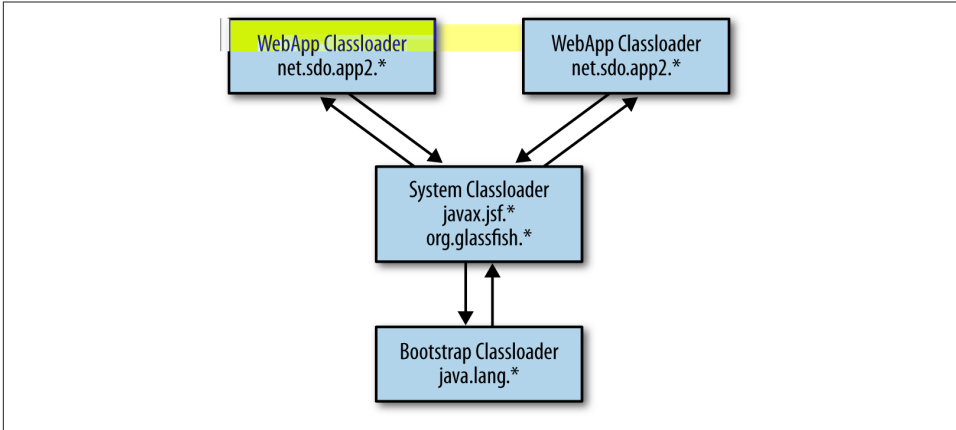 WebApp Classloader
net.sdo.app2.*
WebApp Classloader
net.sdo.app2.*
System Classloader
javax.jsf.*
org.glassfish.*
Bootstrap Classloader
java.lang.*